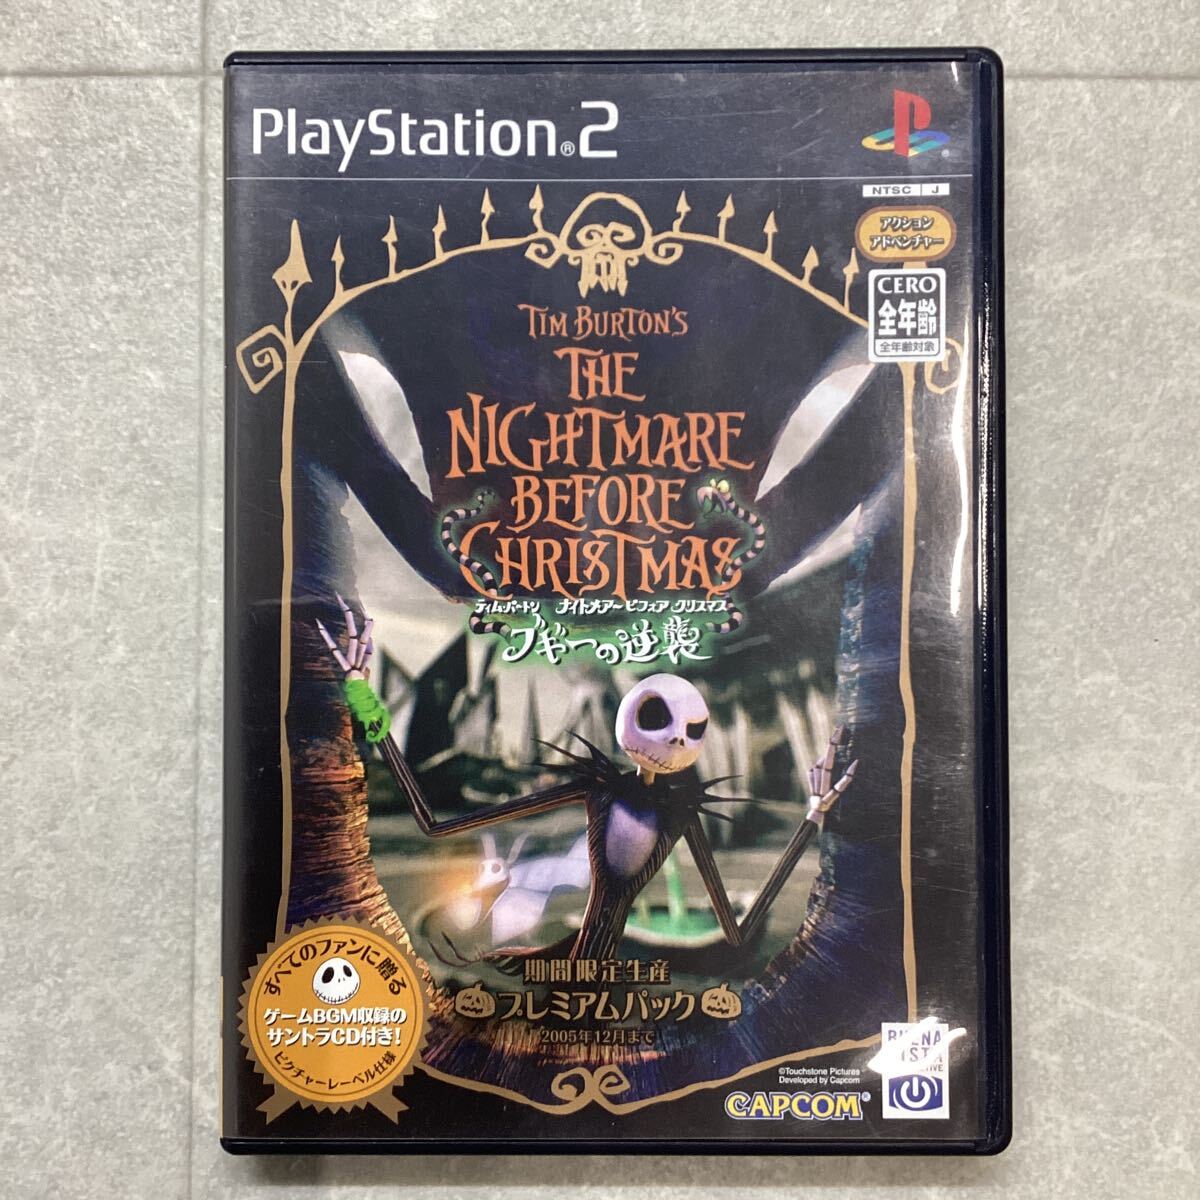 PlayStation®2
NTSC J
アクション
アドベンチャー
CERO
全年齢
全年齢対象
TIM BURTON'S
THE
NIGHTMARE
BEFORE
CHRISTMAS
ティム・バートン ナイトメアー・ビフォア・クリスマス
ブギーの逆襲
期間限定生産
プレミアムパック
2005年12月まで
すべてのファンに贈る
ゲームBGM収録の
サントラCD付き!
ピクチャーレーベル仕様
©Touchstone Pictures
Developed by Capcom
CAPCOM®
BUENA